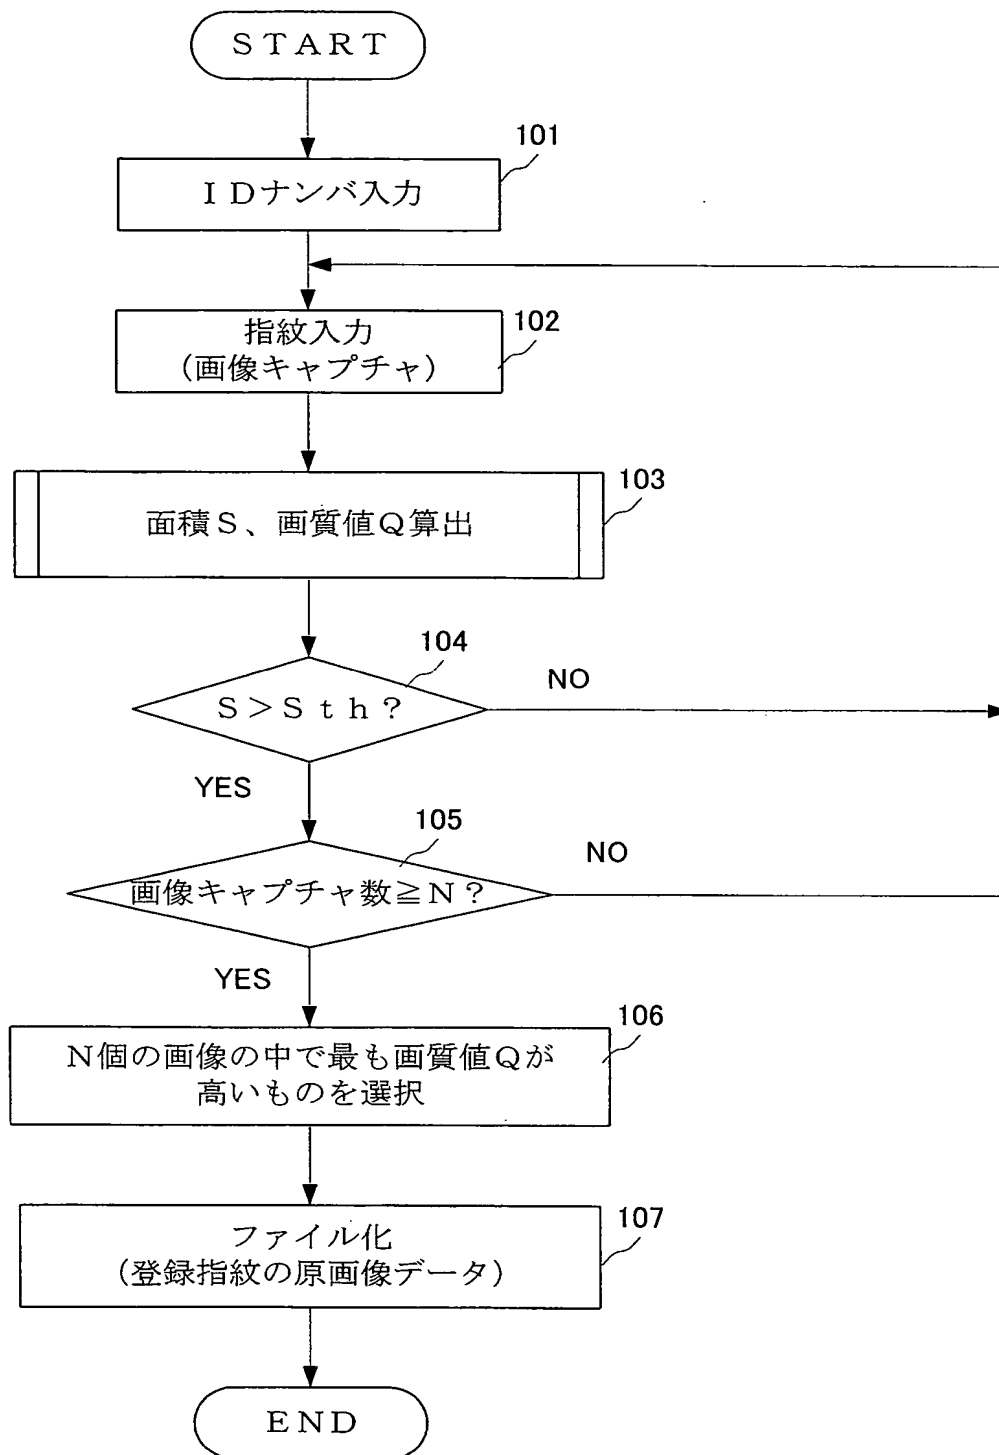 ＳＴＡＲＴ
101
ＩＤナンバ入力
102
指紋入力
(画像キャプチャ)
103
面積Ｓ、画質値Ｑ算出
104
Ｓ＞Ｓｔｈ？
NO
YES
105
画像キャプチャ数≧Ｎ？
NO
YES
106
Ｎ個の画像の中で最も画質値Ｑが
高いものを選択
107
ファイル化
(登録指紋の原画像データ)
ＥＮＤ